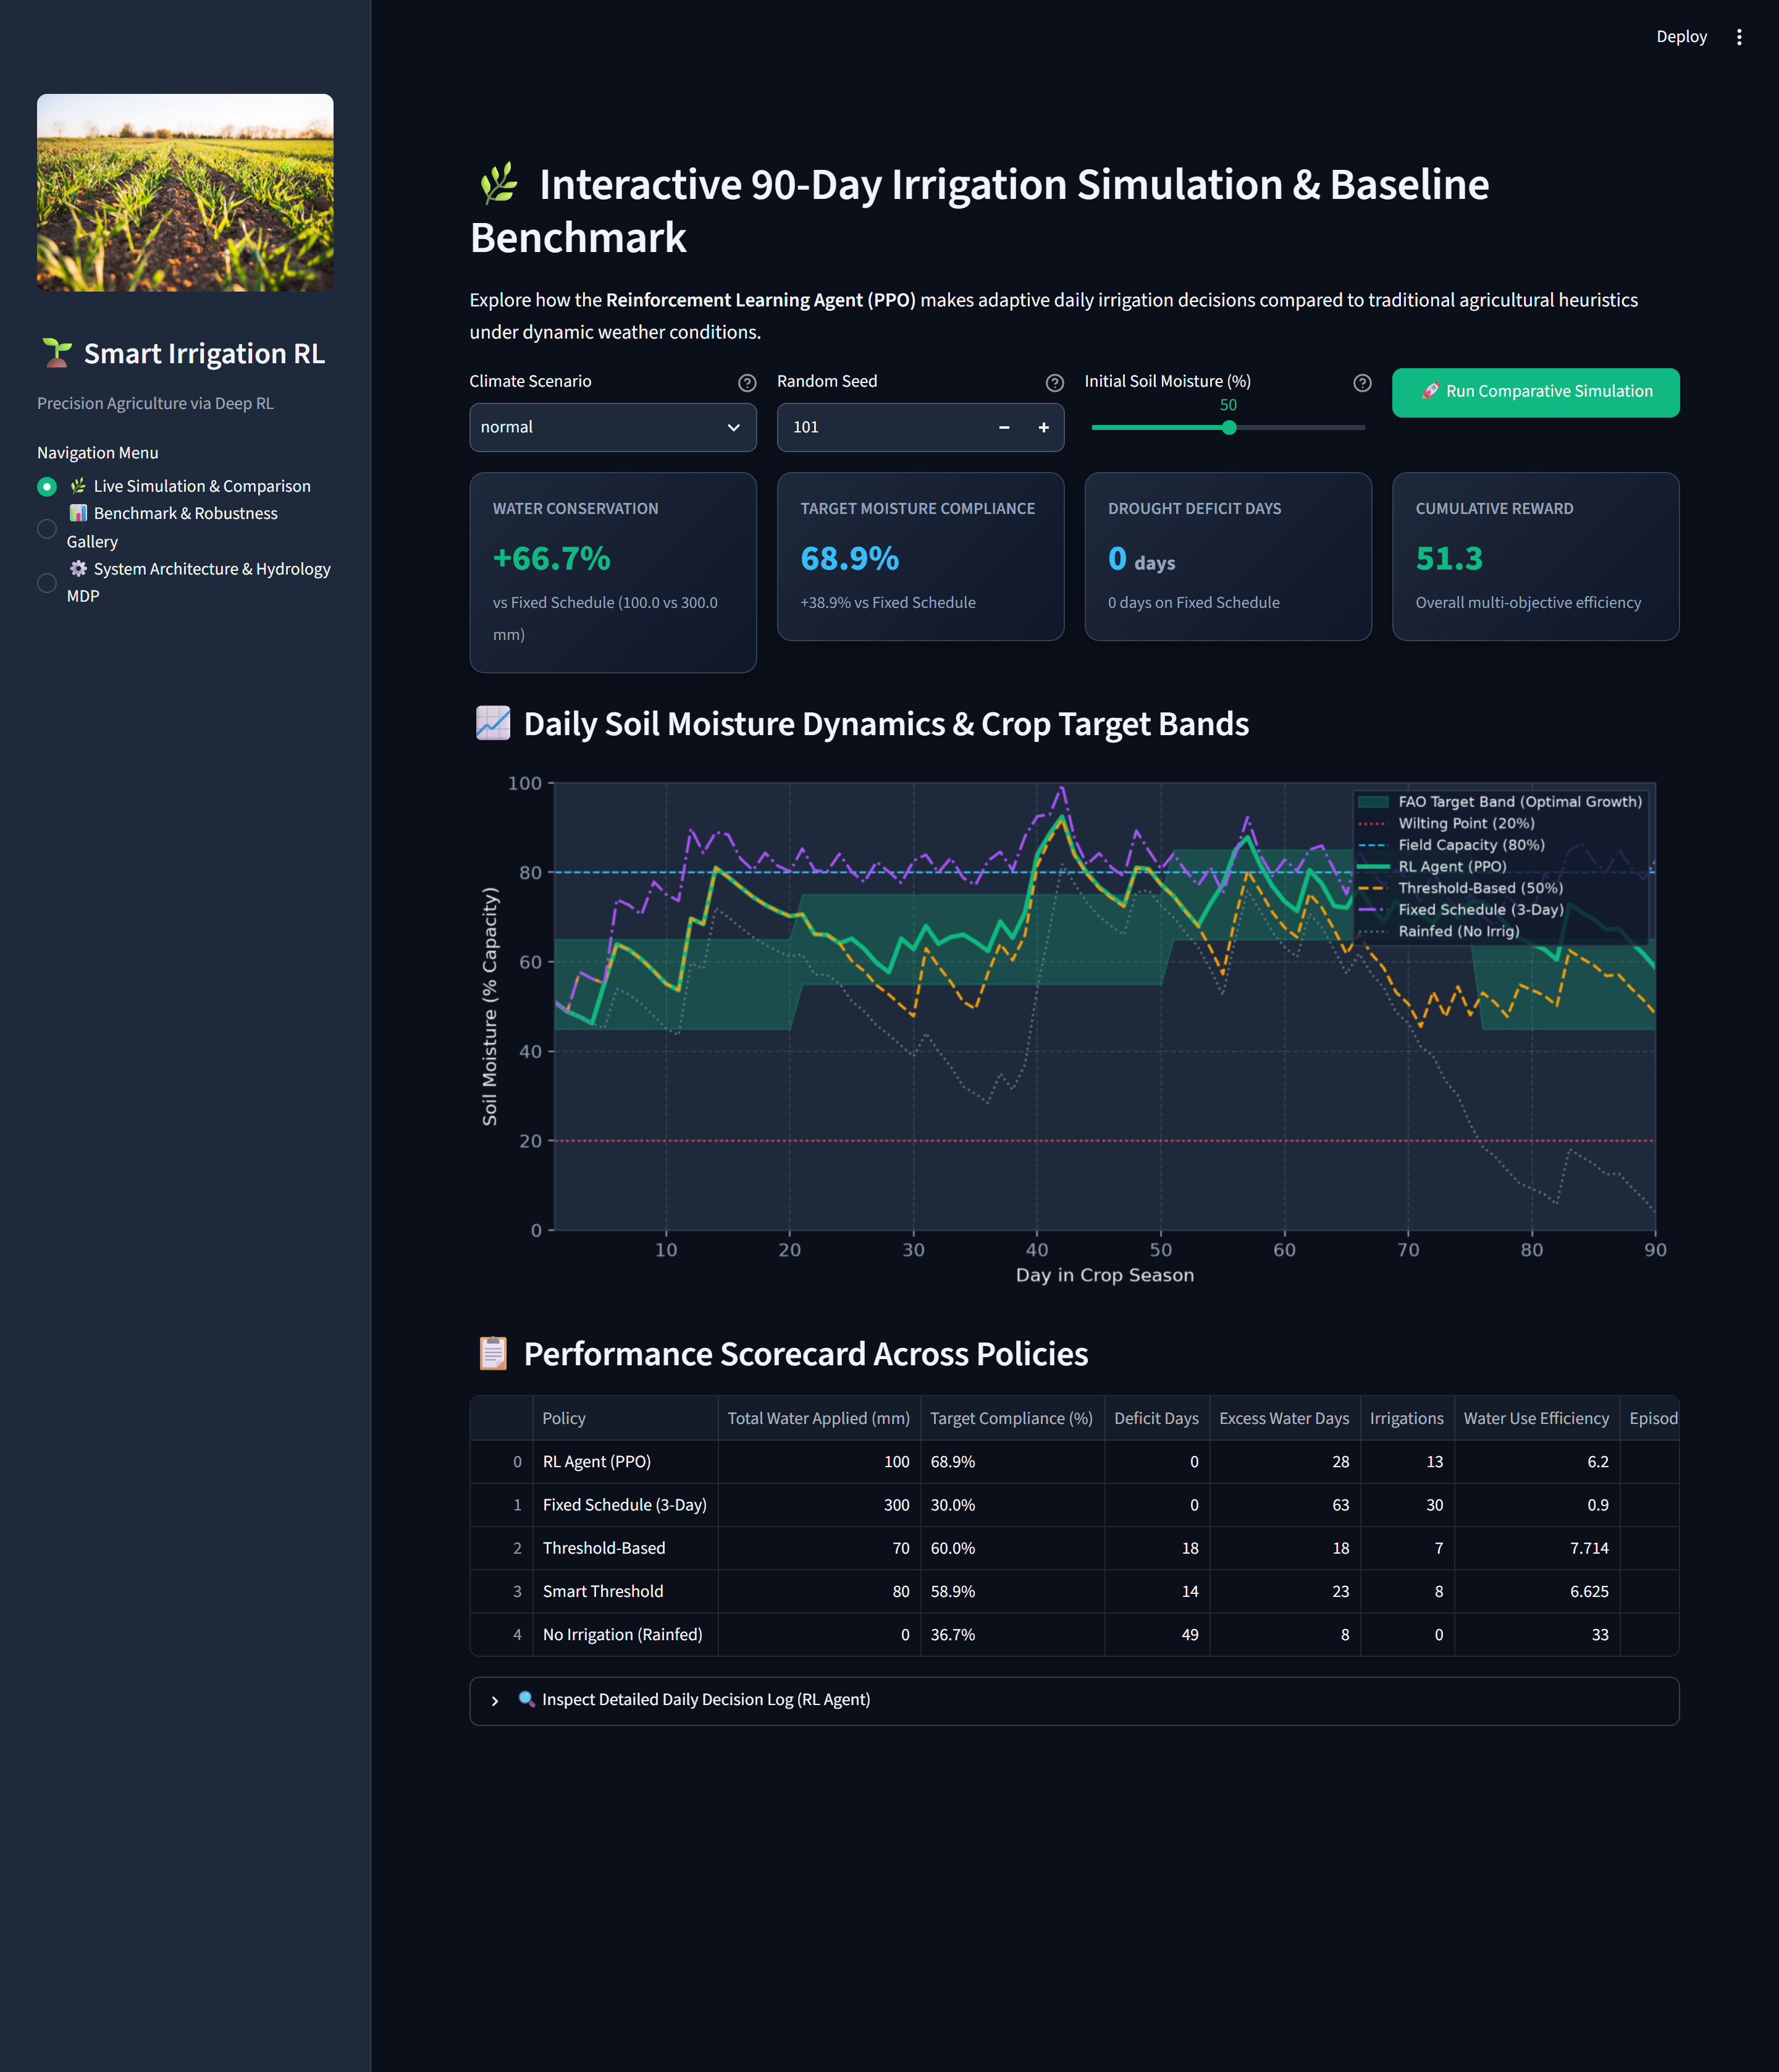 Deploy
Smart Irrigation RL
Precision Agriculture via Deep RL
Navigation Menu
Live Simulation & Comparison
Benchmark & Robustness
Gallery
System Architecture & Hydrology
MDP
Interactive 90-Day Irrigation Simulation & Baseline
Benchmark
Explore how the Reinforcement Learning Agent (PPO) makes adaptive daily irrigation decisions compared to traditional agricultural heuristics
under dynamic weather conditions.
Climate Scenario
normal
Random Seed
101
Initial Soil Moisture (%)
50
Run Comparative Simulation
WATER CONSERVATION
+66.7%
vs Fixed Schedule (100.0 vs 300.0
mm)
TARGET MOISTURE COMPLIANCE
68.9%
+38.9% vs Fixed Schedule
DROUGHT DEFICIT DAYS
0 days
0 days on Fixed Schedule
CUMULATIVE REWARD
51.3
Overall multi-objective efficiency
Daily Soil Moisture Dynamics & Crop Target Bands
Soil Moisture (% Capacity)
100
80
60
40
20
0
FAO Target Band (Optimal Growth)
Wilting Point (20%)
Field Capacity (80%)
RL Agent (PPO)
Threshold-Based (50%)
Fixed Schedule (3-Day)
Rainfed (No Irrig)
10 20 30 40 50 60 70 80 90
Day in Crop Season
Performance Scorecard Across Policies
Policy Total Water Applied (mm) Target Compliance (%) Deficit Days Excess Water Days Irrigations Water Use Efficiency Episod
0 RL Agent (PPO) 100 68.9% 0 28 13 6.2
1 Fixed Schedule (3-Day) 300 30.0% 0 63 30 0.9
2 Threshold-Based 70 60.0% 18 18 7 7.714
3 Smart Threshold 80 58.9% 14 23 8 6.625
4 No Irrigation (Rainfed) 0 36.7% 49 8 0 33
Inspect Detailed Daily Decision Log (RL Agent)